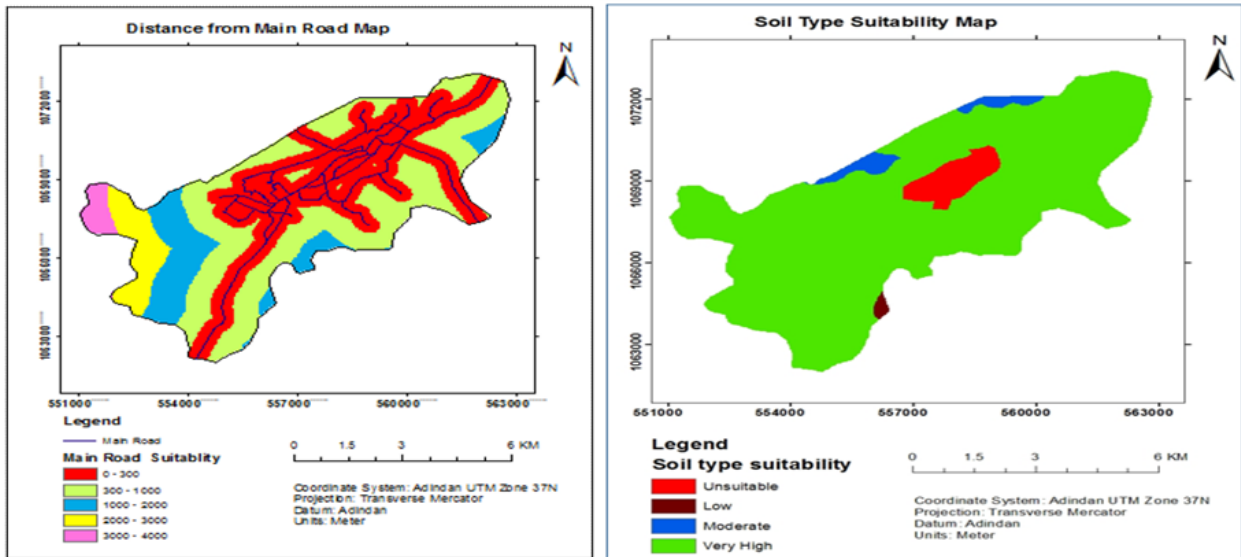 Distance from Main Road Map
N
1072000
1069000
1066000
1063000
551000 554000 557000 560000 563000
Legend
Main Road
Main Road Suitablity
0 - 300
300 - 1000
1000 - 2000
2000 - 3000
3000 - 4000
0 1.5 3 6 KM
Coordinate System: Adindan UTM Zone 37N
Projection: Transverse Mercator
Datum: Adindan
Units: Meter
Soil Type Suitability Map
N
1072000
1069000
1066000
1063000
551000 554000 557000 560000 563000
Legend
Soil type suitability
Unsuitable
Low
Moderate
Very High
0 1.5 3 6 KM
Coordinate System: Adindan UTM Zone 37N
Projection: Transverse Mercator
Datum: Adindan
Units: Meter